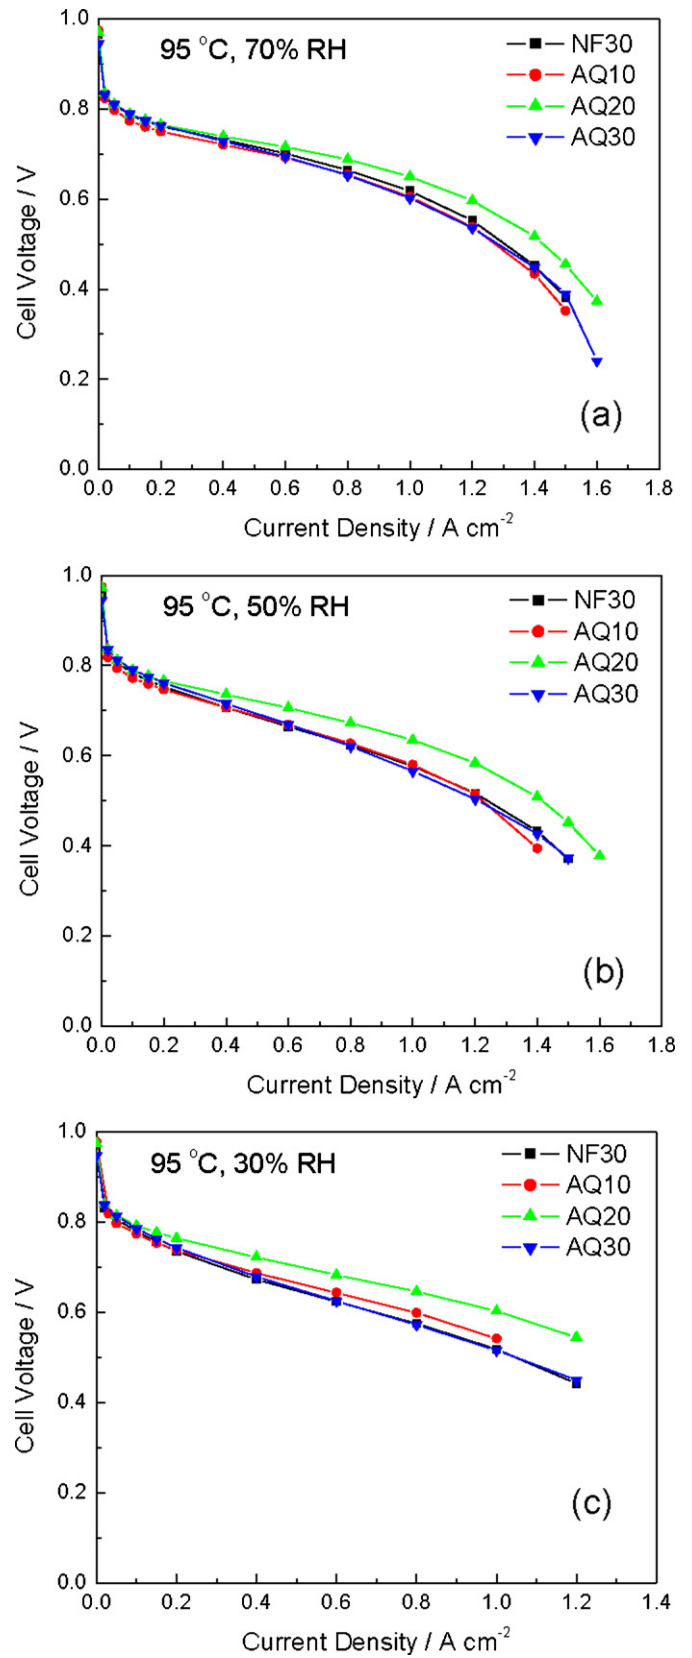 95 °C, 70% RH
NF30
AQ10
AQ20
AQ30
1.0
0.8
0.6
0.4
0.2
0.0
Cell Voltage / V
(a)
0.0 0.2 0.4 0.6 0.8 1.0 1.2 1.4 1.6 1.8
Current Density / A cm⁻²
95 °C, 50% RH
NF30
AQ10
AQ20
AQ30
1.0
0.8
0.6
0.4
0.2
0.0
Cell Voltage / V
(b)
0.0 0.2 0.4 0.6 0.8 1.0 1.2 1.4 1.6 1.8
Current Density / A cm⁻²
95 °C, 30% RH
NF30
AQ10
AQ20
AQ30
1.0
0.8
0.6
0.4
0.2
0.0
Cell Voltage / V
(c)
0.0 0.2 0.4 0.6 0.8 1.0 1.2 1.4
Current Density / A cm⁻²